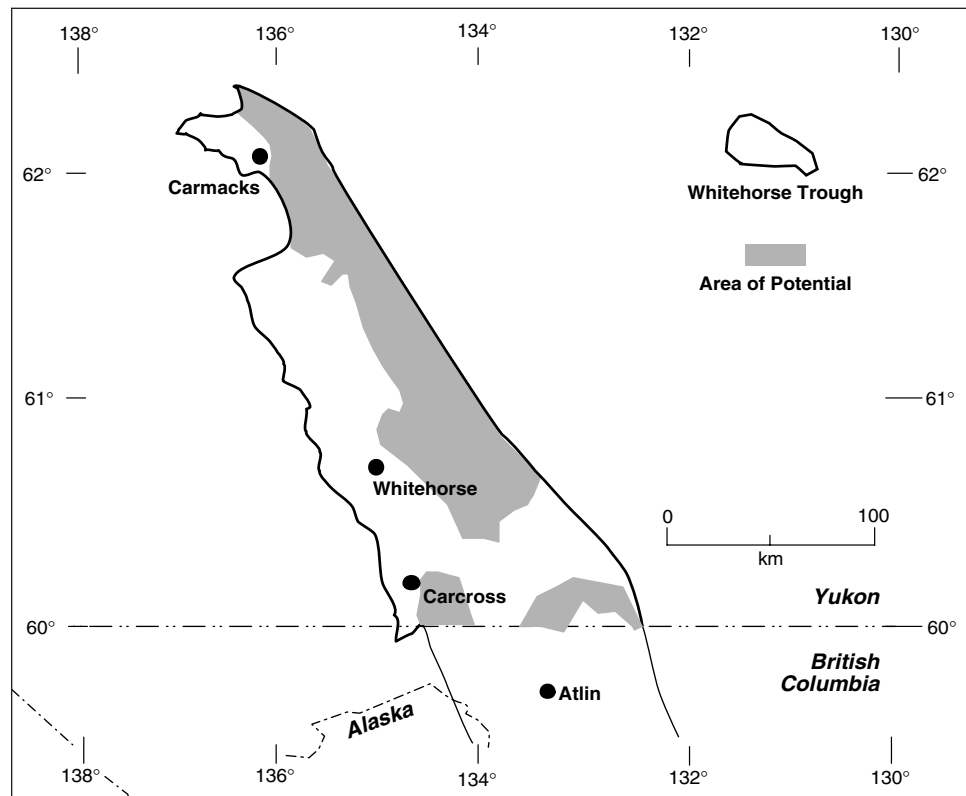 138°
136°
134°
132°
130°
62°
Carmacks
Whitehorse Trough
62°
Area of Potential
61°
61°
Whitehorse
0
100
km
Carcross
Yukon
60°
60°
British
Columbia
Atlin
Alaska
138°
136°
134°
132°
130°